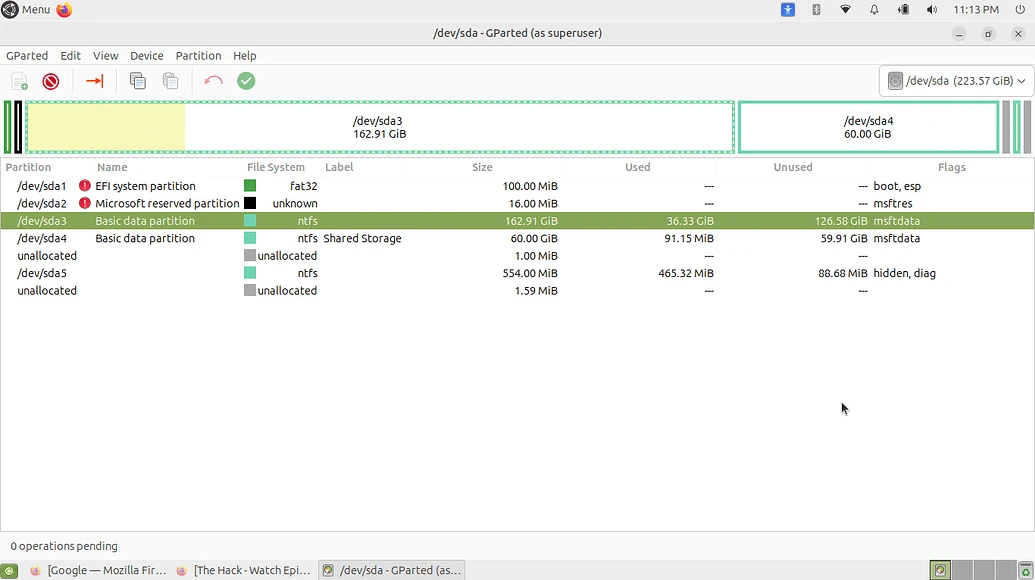 Menu 11:13 PM
/dev/sda - GParted (as superuser)
GParted Edit View Device Partition Help
/dev/sda (223.57 GiB)
/dev/sda3 /dev/sda4
162.91 GiB 60.00 GiB
Partition Name File System Label Size Used Unused Flags
/dev/sda1 EFI system partition fat32 100.00 MiB --- --- boot, esp
/dev/sda2 Microsoft reserved partition unknown 16.00 MiB --- --- msftres
/dev/sda3 Basic data partition ntfs 162.91 GiB 36.33 GiB 126.58 GiB msftdata
/dev/sda4 Basic data partition ntfs Shared Storage 60.00 GiB 91.15 MiB 59.91 GiB msftdata
unallocated unallocated 1.00 MiB --- ---
/dev/sda5 ntfs 554.00 MiB 465.32 MiB 88.68 MiB hidden, diag
unallocated unallocated 1.59 MiB --- ---
0 operations pending
[Google — Mozilla Fir... [The Hack - Watch Epi... /dev/sda - GParted (as...